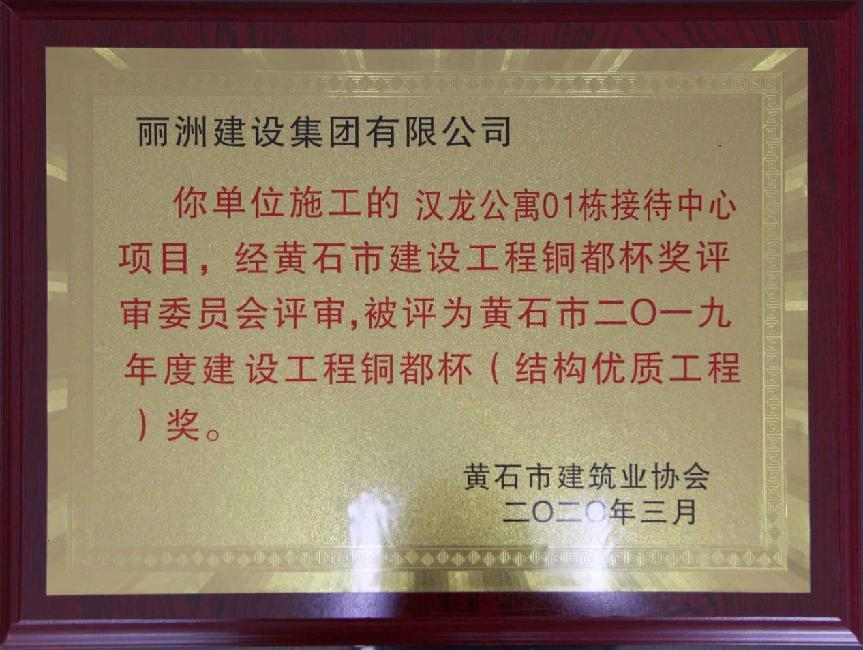 丽洲建设集团有限公司
你单位施工的 汉龙公寓01栋接待中心
项目，经黄石市建设工程铜都杯奖评
审委员会评审,被评为黄石市二〇一九
年度建设工程铜都杯（结构优质工程
）奖。
黄石市建筑业协会
二〇二〇年三月